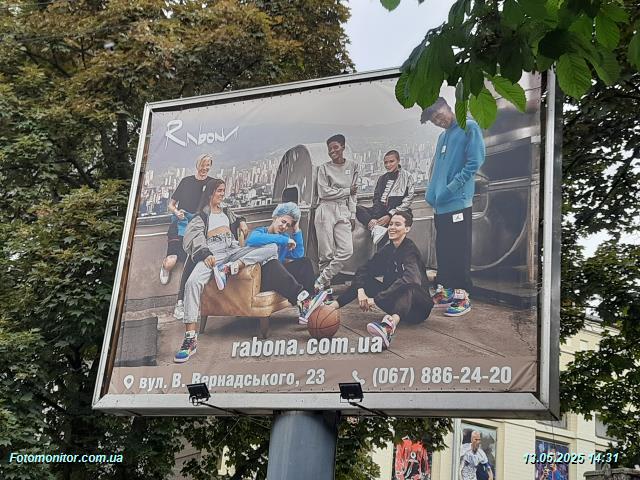 Rabona
rabona.com.ua
вул. В. Вернадського, 23
(067) 886-24-20
Fotomonitor.com.ua
13.05.2025 14:31